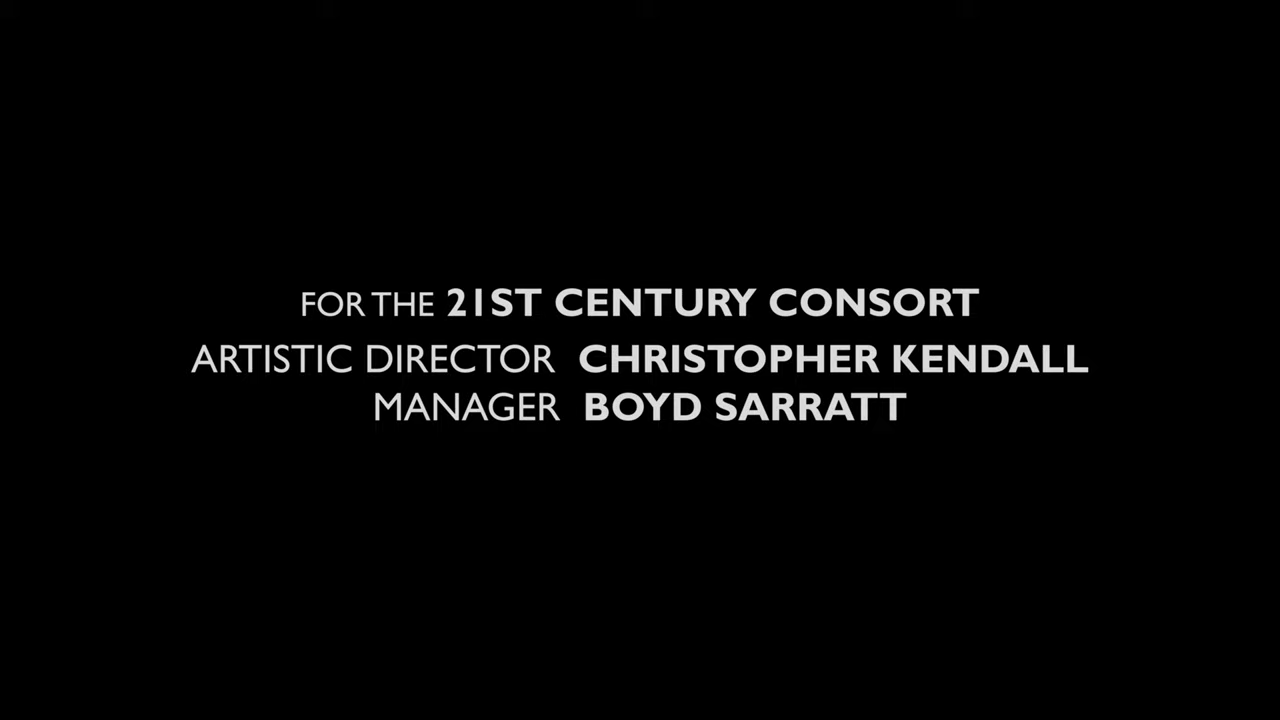 FOR THE 21ST CENTURY CONSORT
ARTISTIC DIRECTOR CHRISTOPHER KENDALL
MANAGER BOYD SARRATT